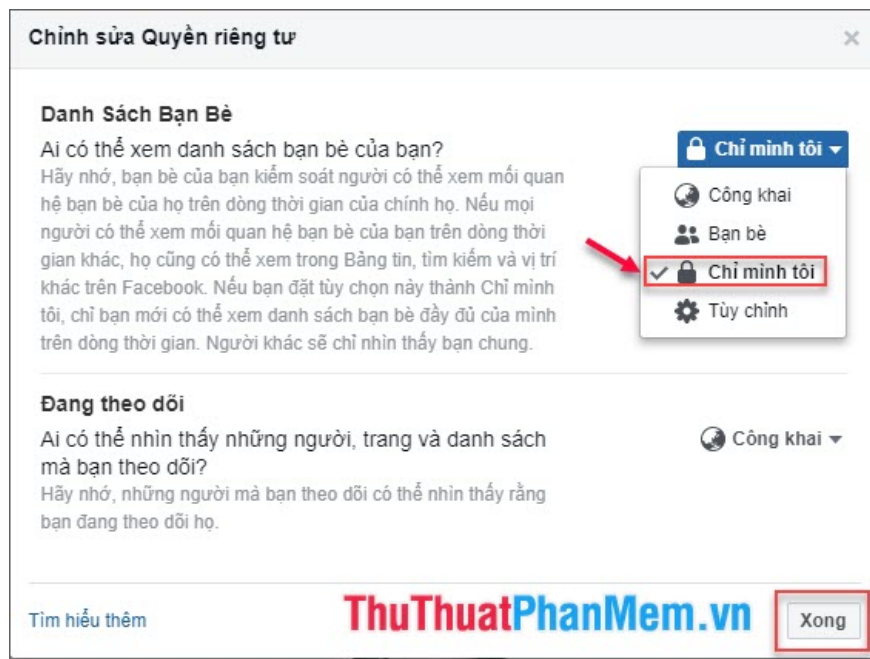 Chỉnh sửa Quyền riêng tư
Danh Sách Bạn Bè
Ai có thể xem danh sách bạn bè của bạn?
Chỉ mình tôi
Hãy nhớ, bạn bè của bạn kiểm soát người có thể xem mối quan
hệ bạn bè của họ trên dòng thời gian của chính họ. Nếu mọi
người có thể xem mối quan hệ bạn bè của bạn trên dòng thời
gian khác, họ cũng có thể xem trong Bảng tin, tìm kiếm và vị trí
khác trên Facebook. Nếu bạn đặt tùy chọn này thành Chỉ mình
tôi, chỉ bạn mới có thể xem danh sách bạn bè đầy đủ của mình
trên dòng thời gian. Người khác sẽ chỉ nhìn thấy bạn chung.
Công khai
Bạn bè
Chỉ mình tôi
Tùy chỉnh
Đang theo dõi
Ai có thể nhìn thấy những người, trang và danh sách
mà bạn theo dõi?
Công khai
Hãy nhớ, những người mà bạn theo dõi có thể nhìn thấy rằng
bạn đang theo dõi họ.
Tìm hiểu thêm
ThuThuatPhanMem.vn
Xong